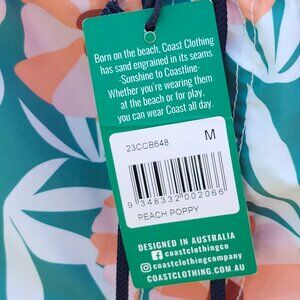 Born on the beach, Coast Clothing
has sand engrained in its seams.
-Sunshine to Coastline-
Whether you're wearing them
at the beach or for play,
you can wear Coast all day.
23CCB648
M
9 348332 002066
PEACH POPPY
DESIGNED IN AUSTRALIA
coastclothingco
coastclothingcompany
COASTCLOTHING.COM.AU